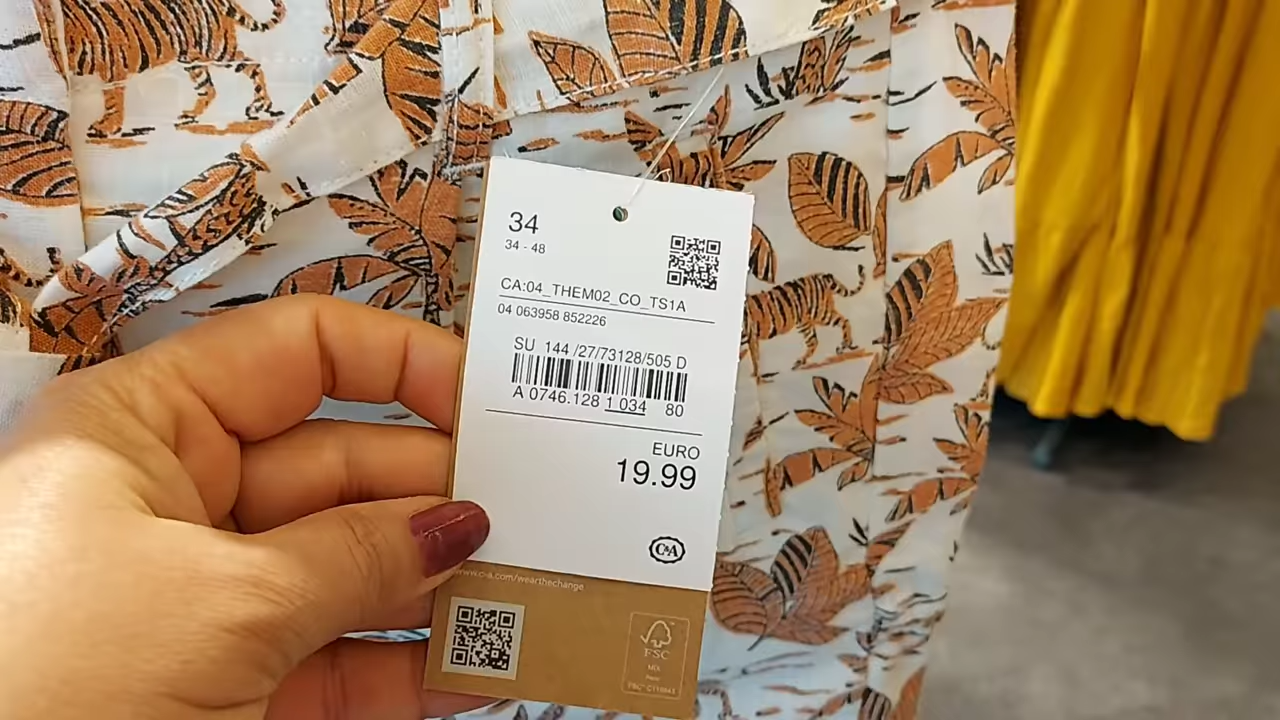 34
34 - 48
CA:04_THEM02_CO_TS1A
04 063958 852226
SU 144 /27/73128/505 D
A 0746.128 1 034 80
EURO
19.99
C&A
www.c-a.com/wearthechange
FSC
MIX